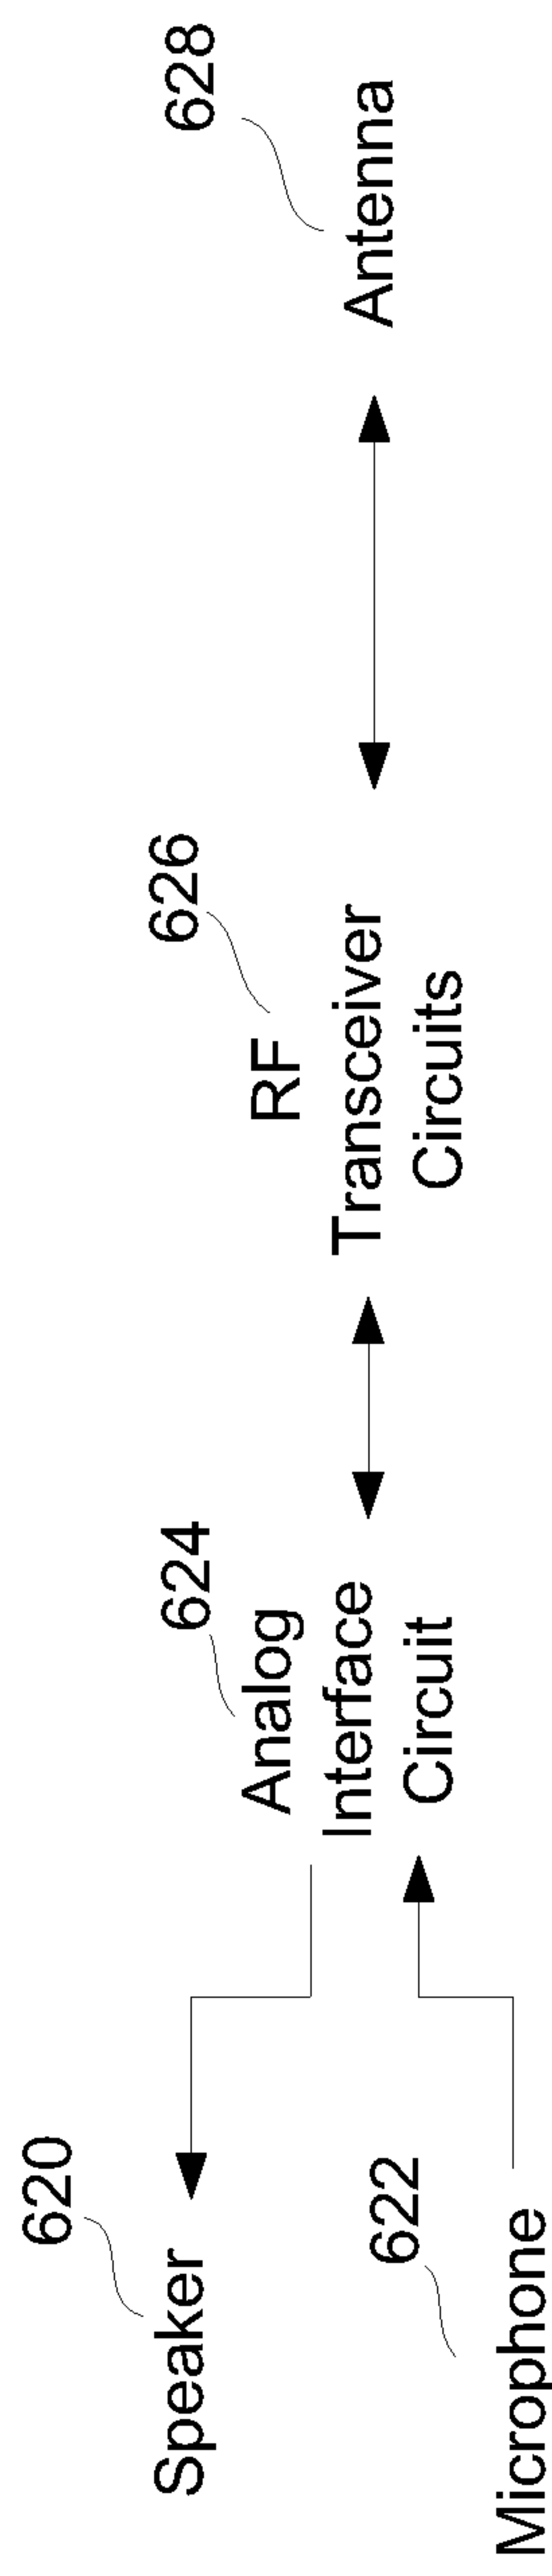 620
Speaker
622
Microphone
624
Analog
Interface
Circuit
626
RF
Transceiver
Circuits
628
Antenna